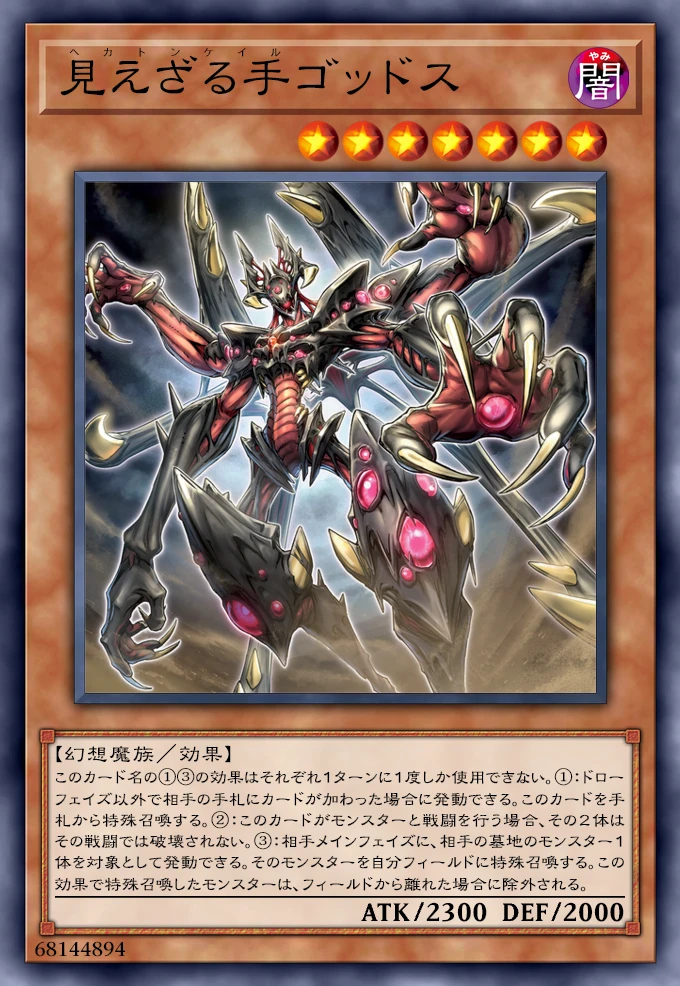 ヘカトンケイル
見えざる手ゴッドス
やみ
闇
【幻想魔族／効果】
このカード名の①③の効果はそれぞれ1ターンに1度しか使用できない。①：ドロー
フェイズ以外で相手の手札にカードが加わった場合に発動できる。このカードを手
札から特殊召喚する。②：このカードがモンスターと戦闘を行う場合、その2体は
その戦闘では破壊されない。③：相手メインフェイズに、相手の墓地のモンスター1
体を対象として発動できる。そのモンスターを自分フィールドに特殊召喚する。この
効果で特殊召喚したモンスターは、フィールドから離れた場合に除外される。
ATK/2300 DEF/2000
68144894